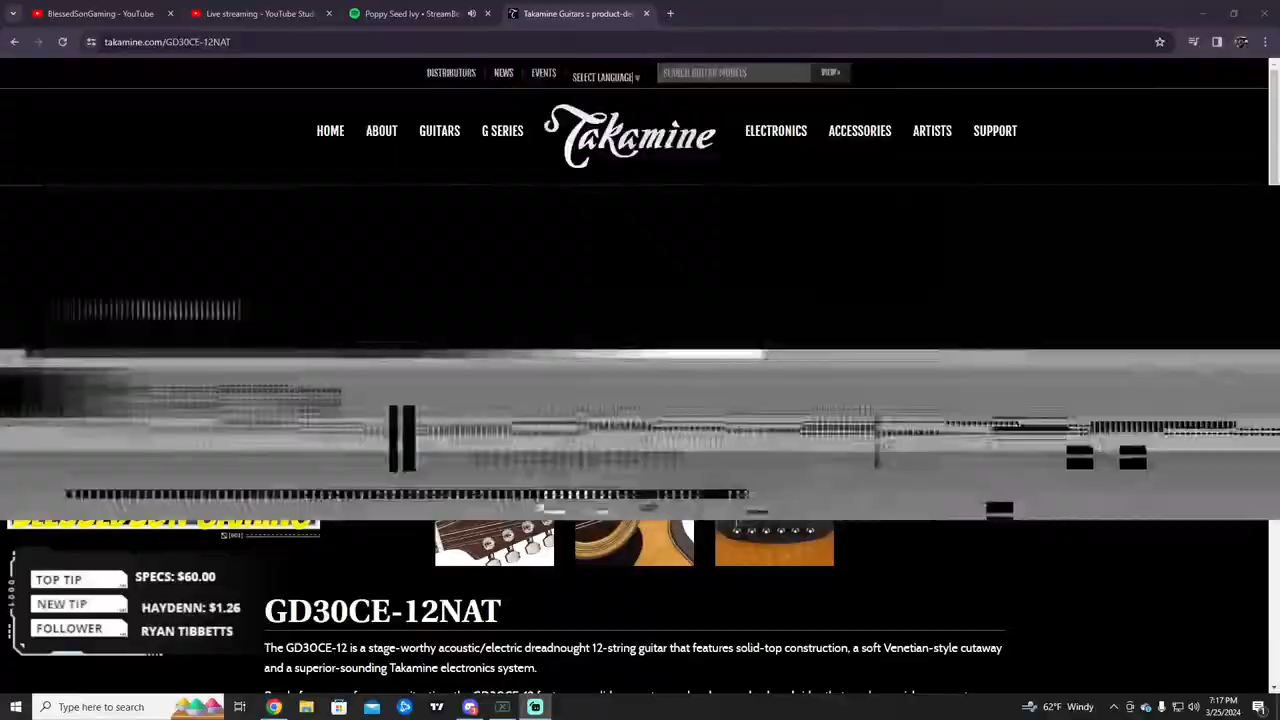 BlessedSonGaming - YouTube
Live streaming - YouTube Stud
Poppy Seed Ivy • StreamBe
Takamine Guitars :: product-de
takamine.com/GD30CE-12NAT
DISTRIBUTORS
NEWS
EVENTS
SELECT LANGUAGE
SEARCH GUITAR MODELS
HOME
ABOUT
GUITARS
G SERIES
Takamine
ELECTRONICS
ACCESSORIES
ARTISTS
SUPPORT
TOP TIP
SPECS: $60.00
NEW TIP
HAYDENN: $1.26
FOLLOWER
RYAN TIBBETTS
GD30CE-12NAT
The GD30CE-12 is a stage-worthy acoustic/electric dreadnought 12-string guitar that features solid-top construction, a soft Venetian-style cutaway
and a superior-sounding Takamine electronics system.
Type here to search
62°F Windy
7:17 PM
3/25/2024